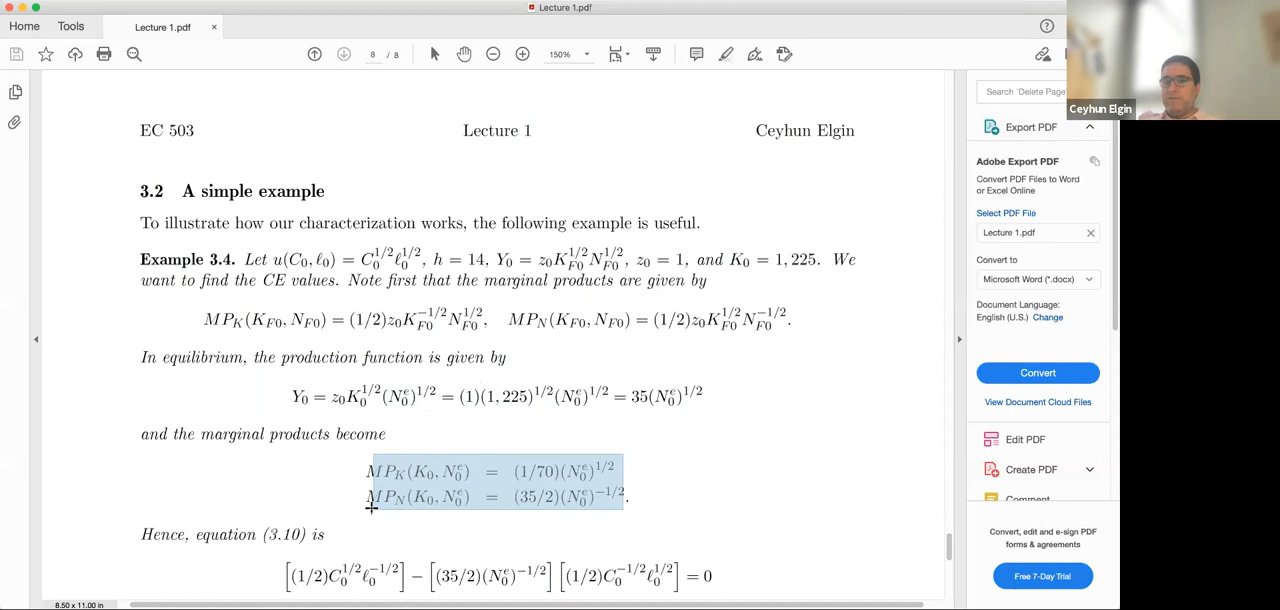 Lecture 1.pdf
Home Tools Lecture 1.pdf ×
8 / 8 150%
Ceyhun Elgin
EC 503 Lecture 1 Ceyhun Elgin
3.2 A simple example
To illustrate how our characterization works, the following example is useful.
Example 3.4. Let u(C₀, ℓ₀) = C₀^{1/2}ℓ₀^{1/2}, h = 14, Y₀ = z₀K_{F0}^{1/2}N_{F0}^{1/2}, z₀ = 1, and K₀ = 1,225. We
want to find the CE values. Note first that the marginal products are given by
MP_K(K_{F0}, N_{F0}) = (1/2)z₀K_{F0}^{-1/2}N_{F0}^{1/2}, MP_N(K_{F0}, N_{F0}) = (1/2)z₀K_{F0}^{1/2}N_{F0}^{-1/2}.
In equilibrium, the production function is given by
Y₀ = z₀K₀^{1/2}(N₀^e)^{1/2} = (1)(1,225)^{1/2}(N₀^e)^{1/2} = 35(N₀^e)^{1/2}
and the marginal products become
MP_K(K₀, N₀^e) = (1/70)(N₀^e)^{1/2}
MP_N(K₀, N₀^e) = (35/2)(N₀^e)^{-1/2}.
Hence, equation (3.10) is
[(1/2)C₀^{1/2}ℓ₀^{-1/2}] − [(35/2)(N₀^e)^{-1/2}] [(1/2)C₀^{-1/2}ℓ₀^{1/2}] = 0
8.50 x 11.00 in
Search 'Delete Page'
Export PDF
Adobe Export PDF
Convert PDF Files to Word
or Excel Online
Select PDF File
Lecture 1.pdf
Convert to
Microsoft Word (*.docx)
Document Language:
English (U.S.) Change
Convert
View Document Cloud Files
Edit PDF
Create PDF
Comment
Convert, edit and e-sign PDF
forms & agreements
Free 7-Day Trial